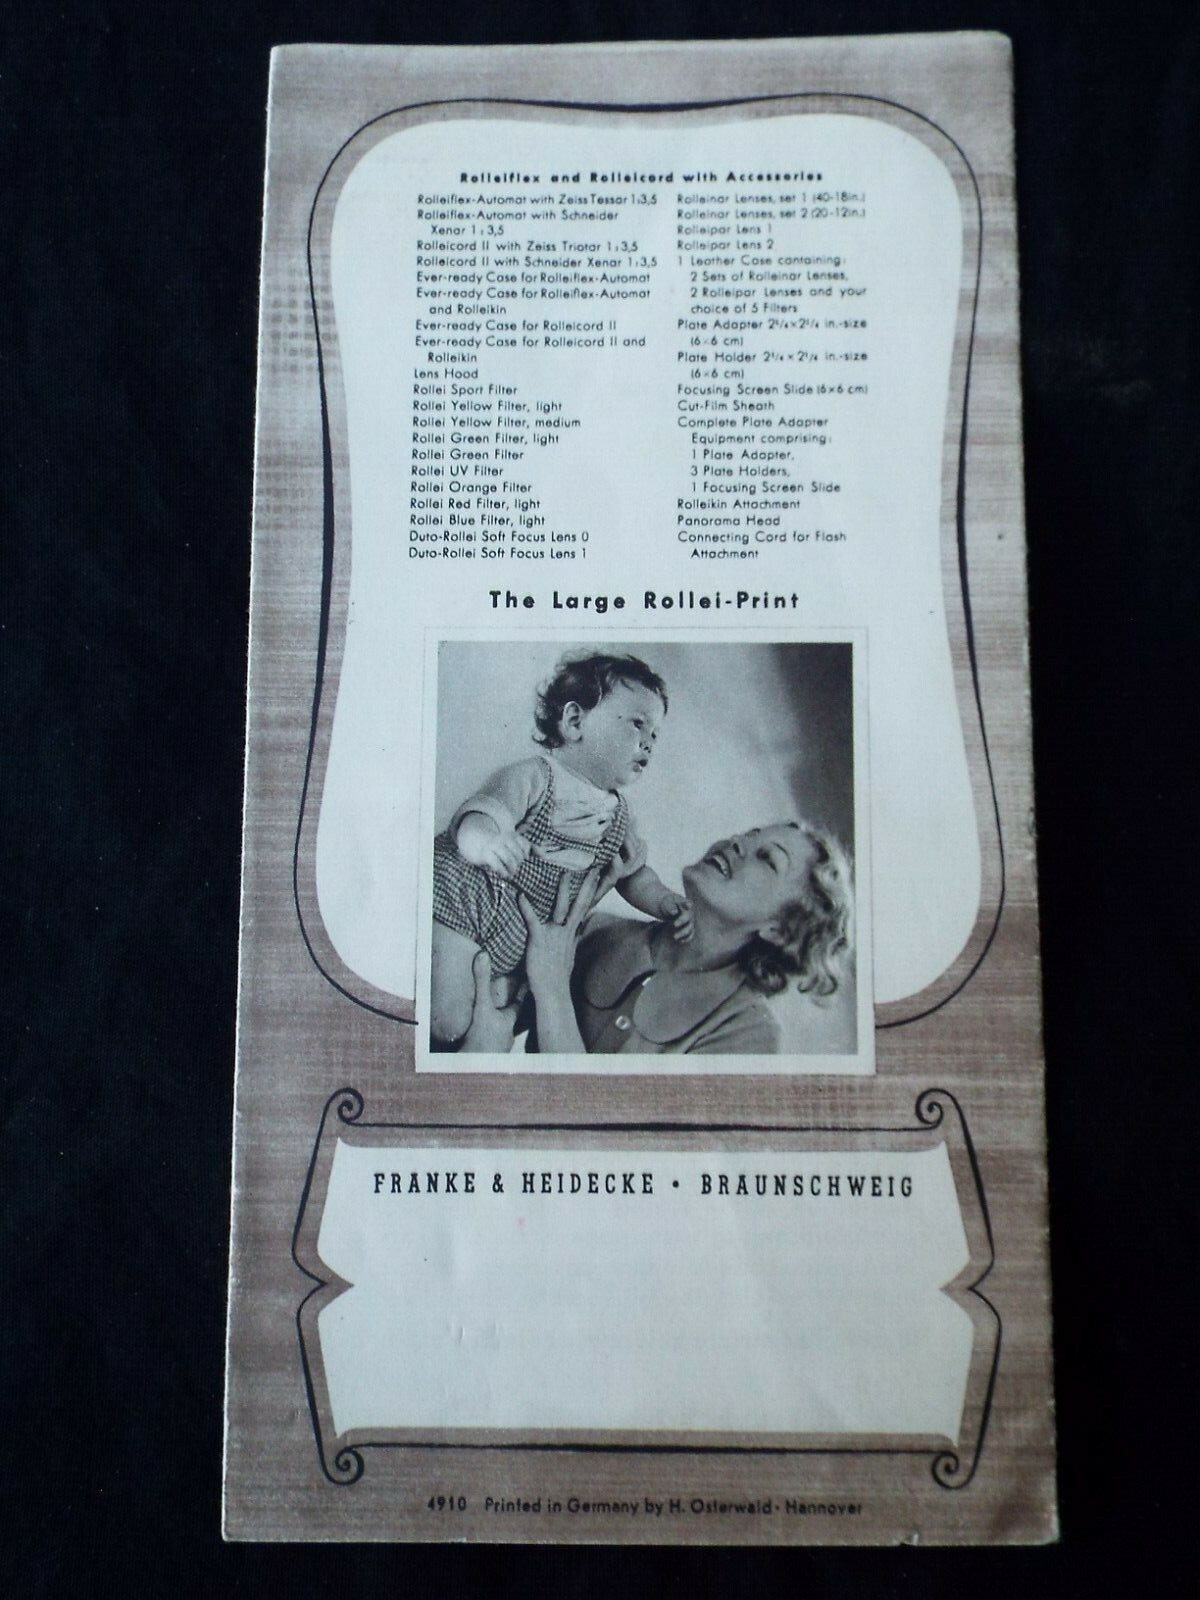 Rolleiflex and Rolleicord with Accessories
Rolleiflex-Automat with Zeiss Tessar 1:3,5
Rolleiflex-Automat with Schneider
Xenar 1:3,5
Rolleicord II with Zeiss Triotar 1:3,5
Rolleicord II with Schneider Xenar 1:3,5
Ever-ready Case for Rolleiflex-Automat
Ever-ready Case for Rolleiflex-Automat
and Rolleikin
Ever-ready Case for Rolleicord II
Ever-ready Case for Rolleicord II and
Rolleikin
Lens Hood
Rollei Sport Filter
Rollei Yellow Filter, light
Rollei Yellow Filter, medium
Rollei Green Filter, light
Rollei Green Filter
Rollei UV Filter
Rollei Orange Filter
Rollei Red Filter, light
Rollei Blue Filter, light
Duto-Rollei Soft Focus Lens 0
Duto-Rollei Soft Focus Lens 1
Rolleinar Lenses, set 1 (40-18in.)
Rolleinar Lenses, set 2 (20-12in.)
Rolleipar Lens 1
Rolleipar Lens 2
1 Leather Case containing:
2 Sets of Rolleinar Lenses,
2 Rolleipar Lenses and your
choice of 5 Filters
Plate Adapter 2¹/₄×2¹/₄ in.-size
(6×6 cm)
Plate Holder 2¹/₄×2¹/₄ in.-size
(6×6 cm)
Focusing Screen Slide (6×6 cm)
Cut-Film Sheath
Complete Plate Adapter
Equipment comprising:
1 Plate Adapter,
3 Plate Holders,
1 Focusing Screen Slide
Rolleikin Attachment
Panorama Head
Connecting Cord for Flash
Attachment
The Large Rollei-Print
FRANKE & HEIDECKE • BRAUNSCHWEIG
4910 Printed in Germany by H. Osterwald · Hannover